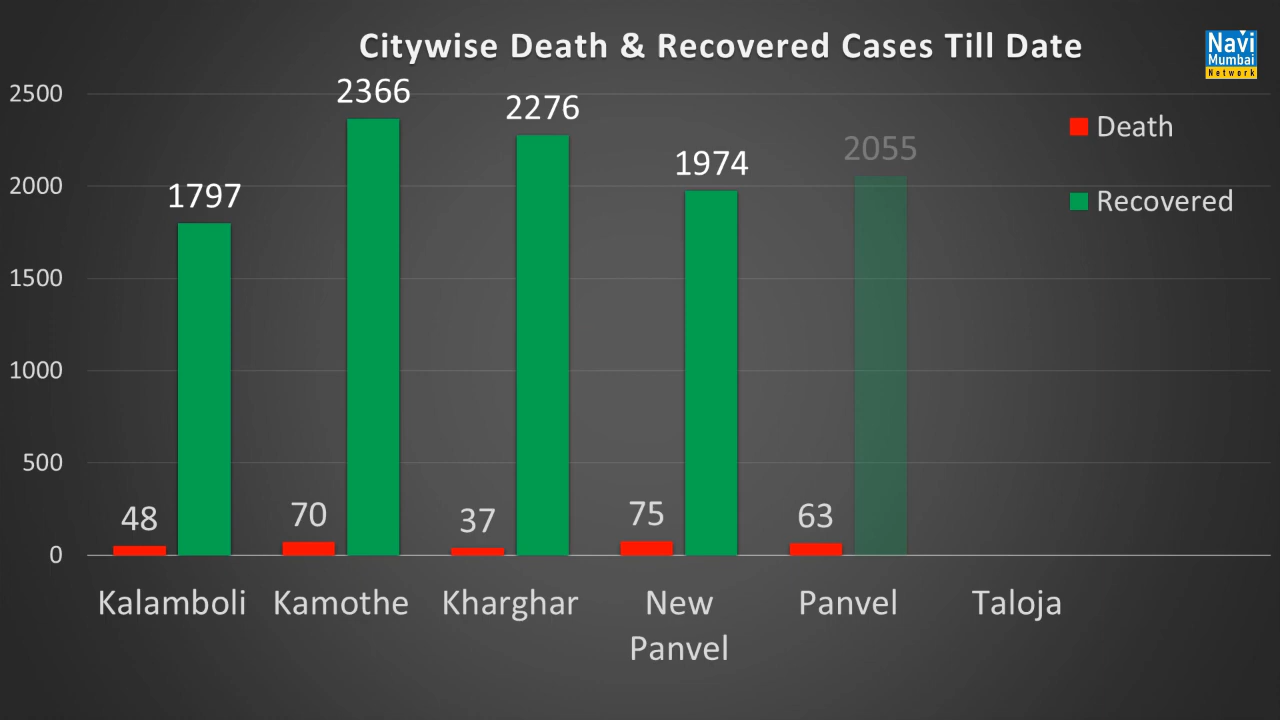 Citywise Death & Recovered Cases Till Date
Navi
Mumbai
Network
2500
2000
1500
1000
500
0
1797
2366
2276
1974
2055
48
70
37
75
63
Death
Recovered
Kalamboli
Kamothe
Kharghar
New
Panvel
Panvel
Taloja